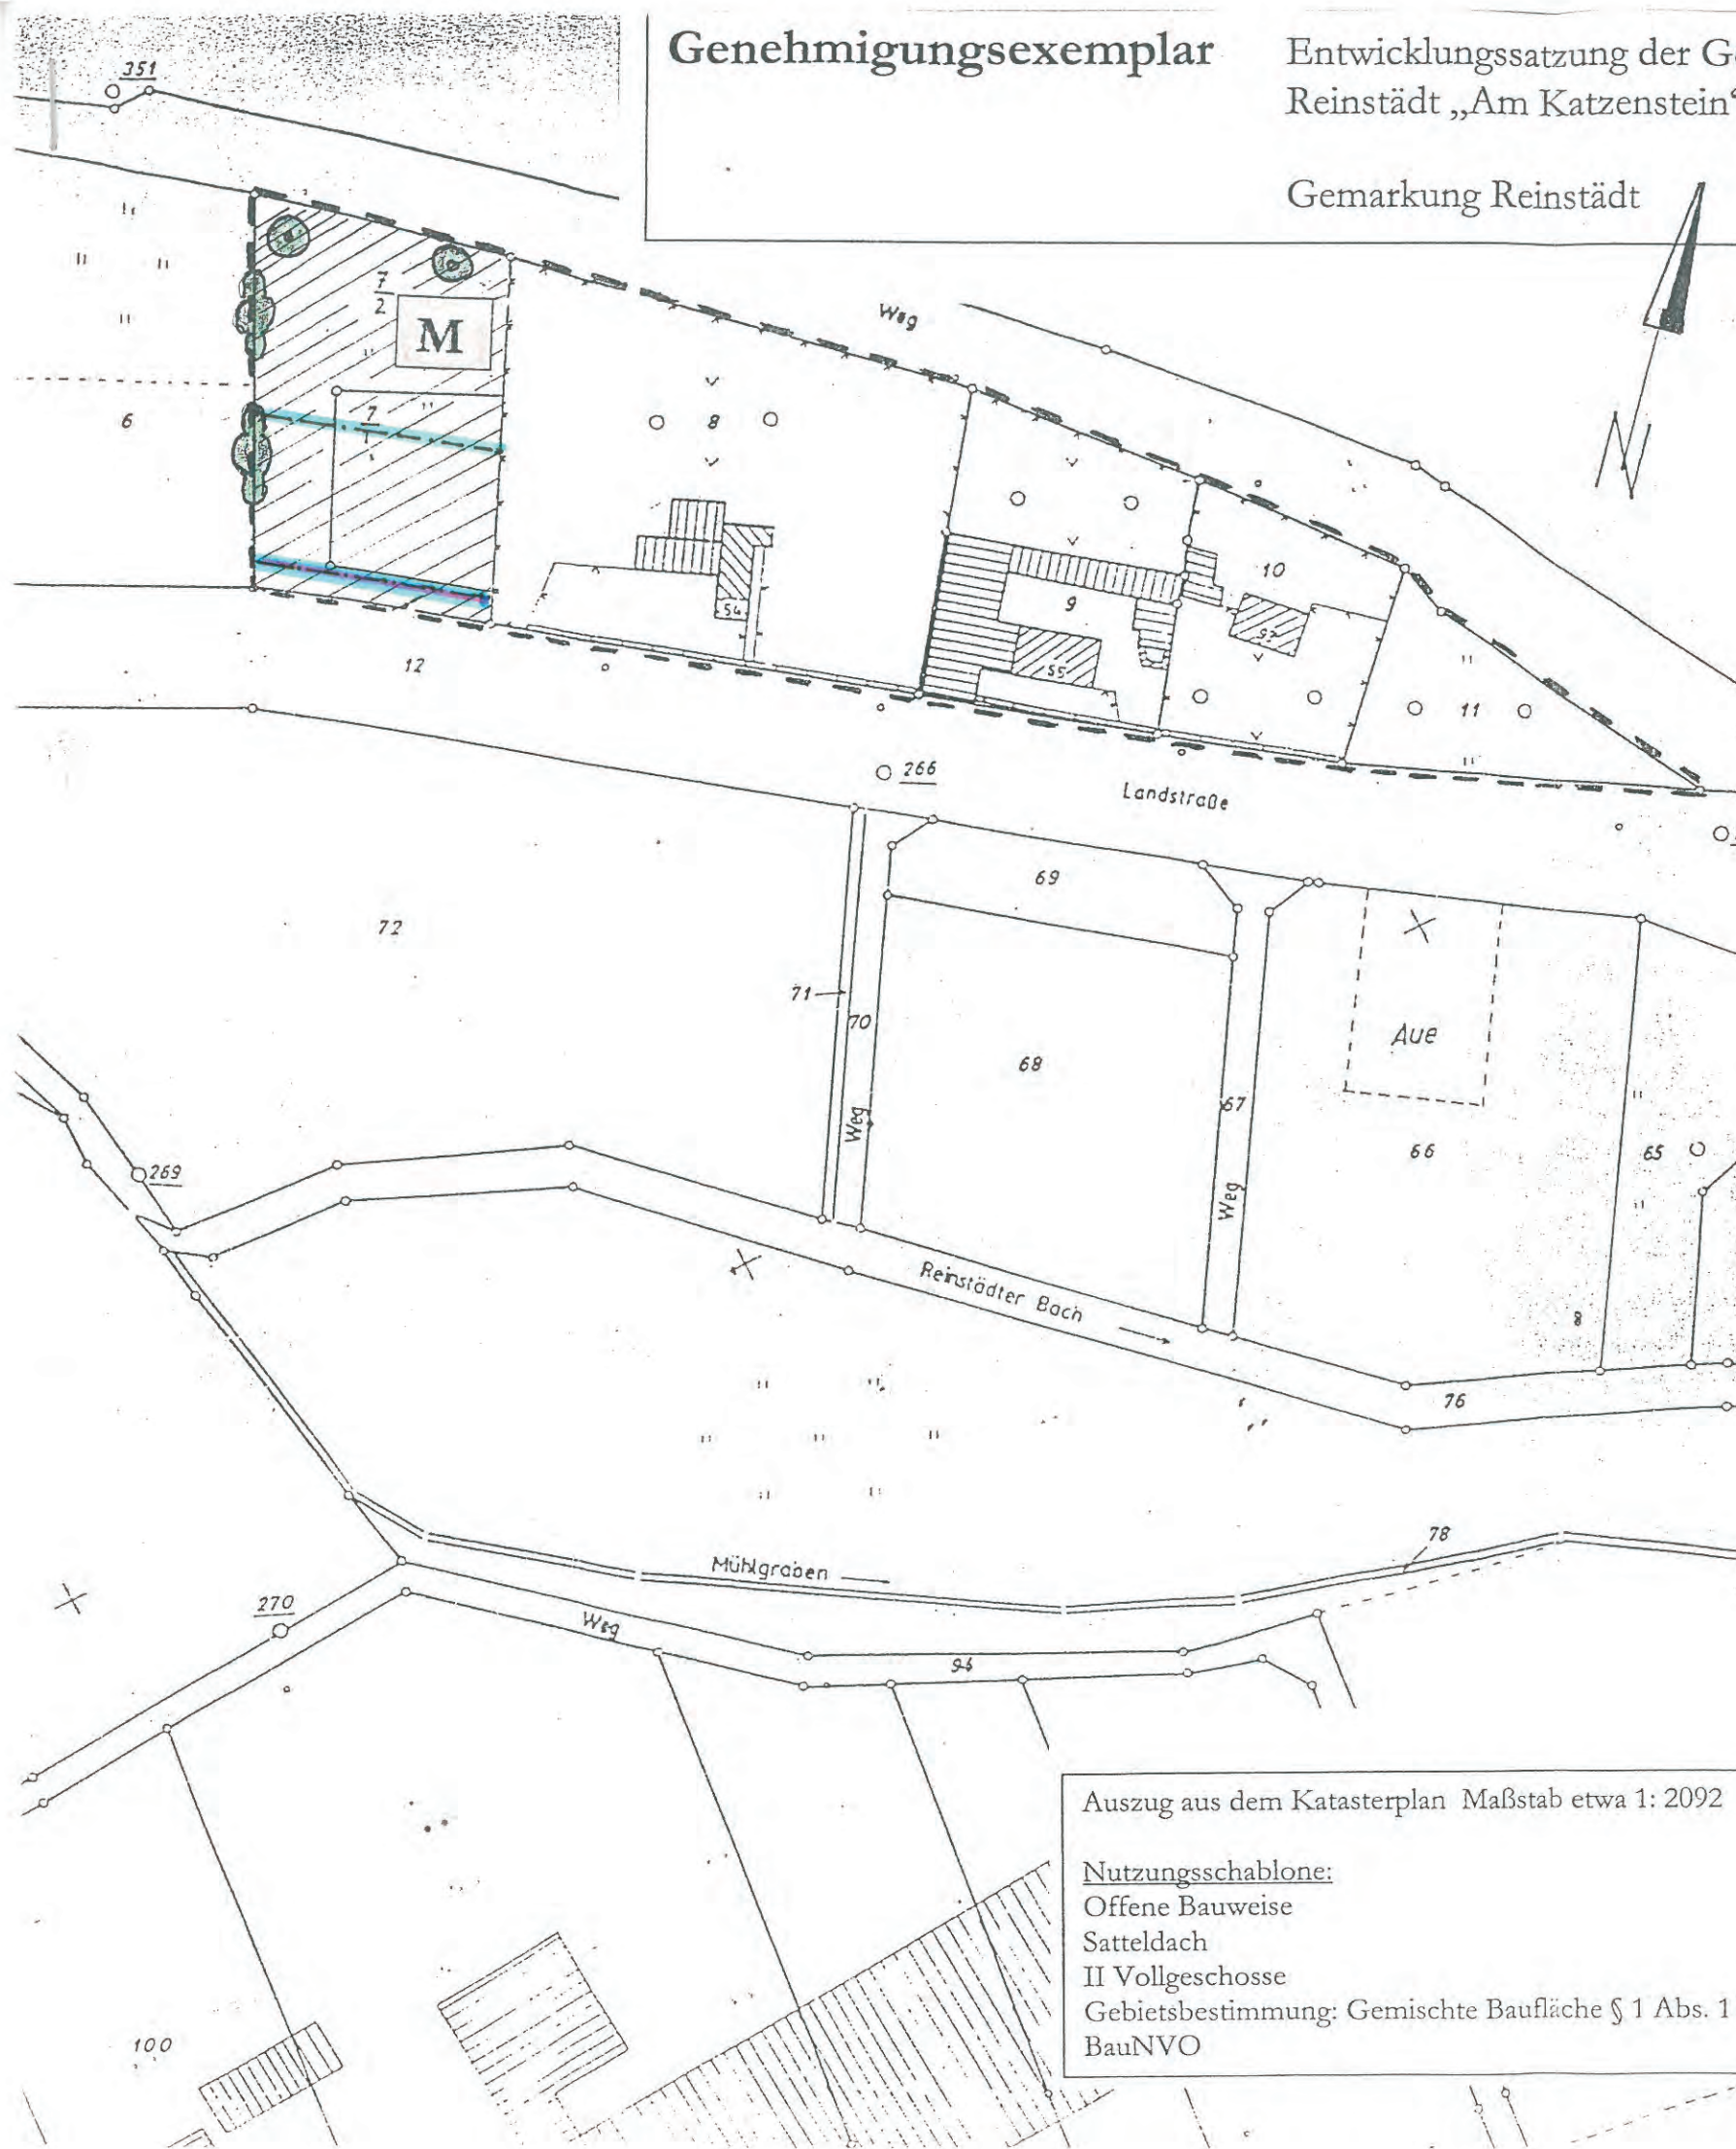 Genehmigungsexemplar
Entwicklungssatzung der G
Reinstädt „Am Katzenstein“
Gemarkung Reinstädt
351
7
2
M
Weg
6
7
1
8
N
54
10
9
55
12
11
266
Landstraße
69
72
71
70
Aue
68
67
Weg
66
65
269
Weg
Reinstädter Bach
8
76
78
Mühlgraben
270
Weg
Auszug aus dem Katasterplan Maßstab etwa 1: 2092
Nutzungsschablone:
Offene Bauweise
Satteldach
II Vollgeschosse
Gebietsbestimmung: Gemischte Baufläche § 1 Abs. 1
BauNVO
100